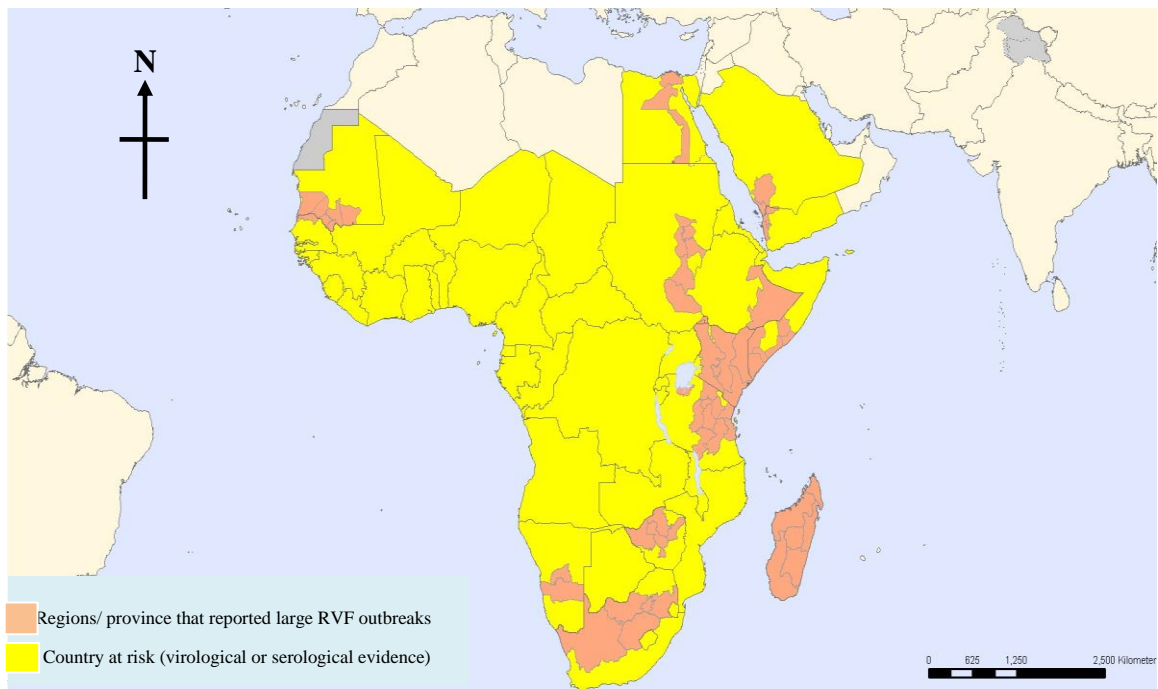 N
Regions/ province that reported large RVF outbreaks
Country at risk (virological or serological evidence)
0 625 1,250 2,500 Kilometer